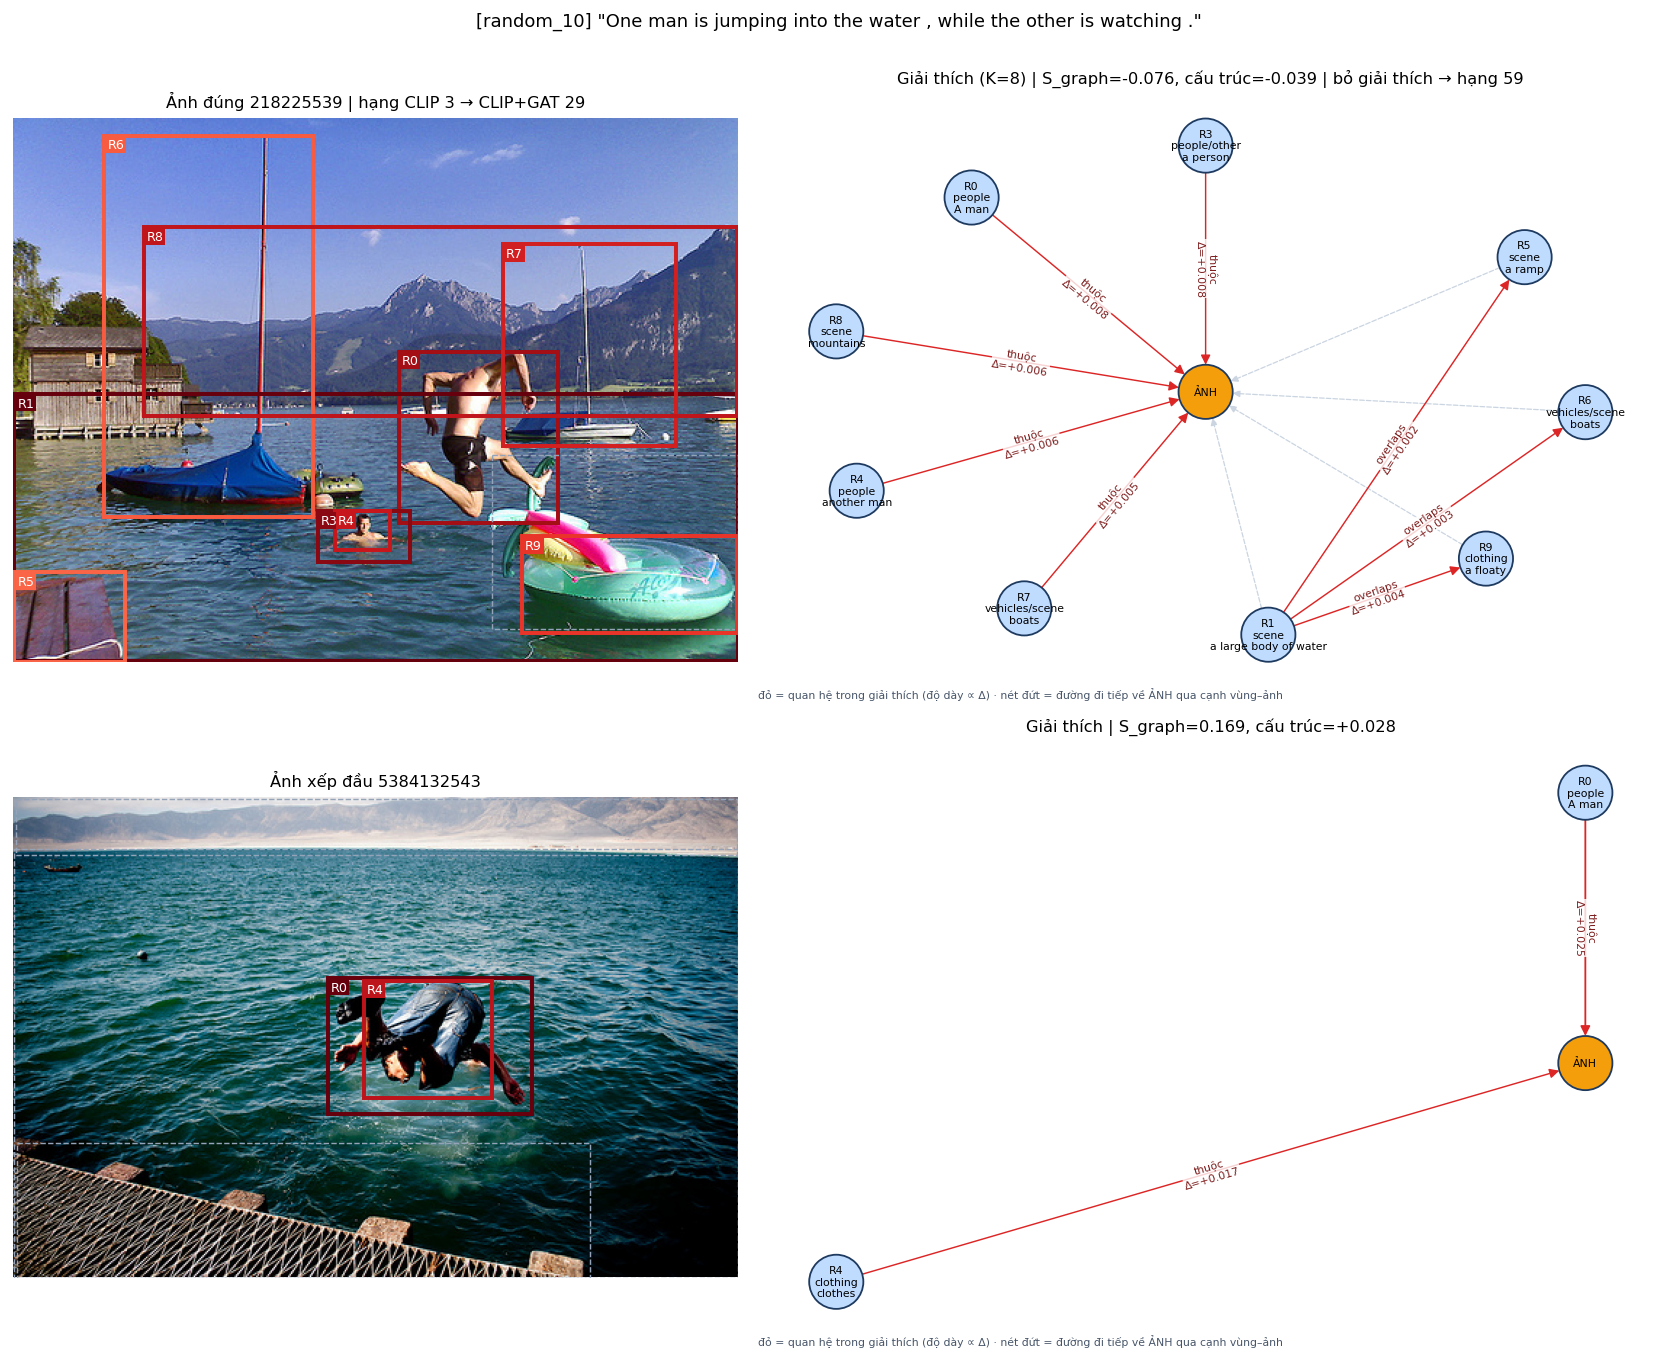 [random_10] "One man is jumping into the water , while the other is watching ."
Ảnh đúng 218225539 | hạng CLIP 3 → CLIP+GAT 29
R6
R8
R7
R0
R1
R3
R4
R9
R5
Giải thích (K=8) | S_graph=-0.076, cấu trúc=-0.039 | bỏ giải thích → hạng 59
R3
people/other
a person
R0
people
A man
R5
scene
a ramp
thuộc
Δ=+0.008
thuộc
Δ=+0.008
R8
scene
mountains
thuộc
Δ=+0.006
ẢNH
R6
vehicles/scene
boats
overlaps
Δ=+0.002
thuộc
Δ=+0.006
R4
people
another man
thuộc
Δ=+0.005
overlaps
Δ=+0.003
R9
clothing
a floaty
overlaps
Δ=+0.004
R7
vehicles/scene
boats
R1
scene
a large body of water
đỏ = quan hệ trong giải thích (độ dày ∝ Δ) · nét đứt = đường đi tiếp về ẢNH qua cạnh vùng–ảnh
Ảnh xếp đầu 5384132543
R0
R4
Giải thích | S_graph=0.169, cấu trúc=+0.028
R0
people
A man
thuộc
Δ=+0.025
ẢNH
thuộc
Δ=+0.017
R4
clothing
clothes
đỏ = quan hệ trong giải thích (độ dày ∝ Δ) · nét đứt = đường đi tiếp về ẢNH qua cạnh vùng–ảnh